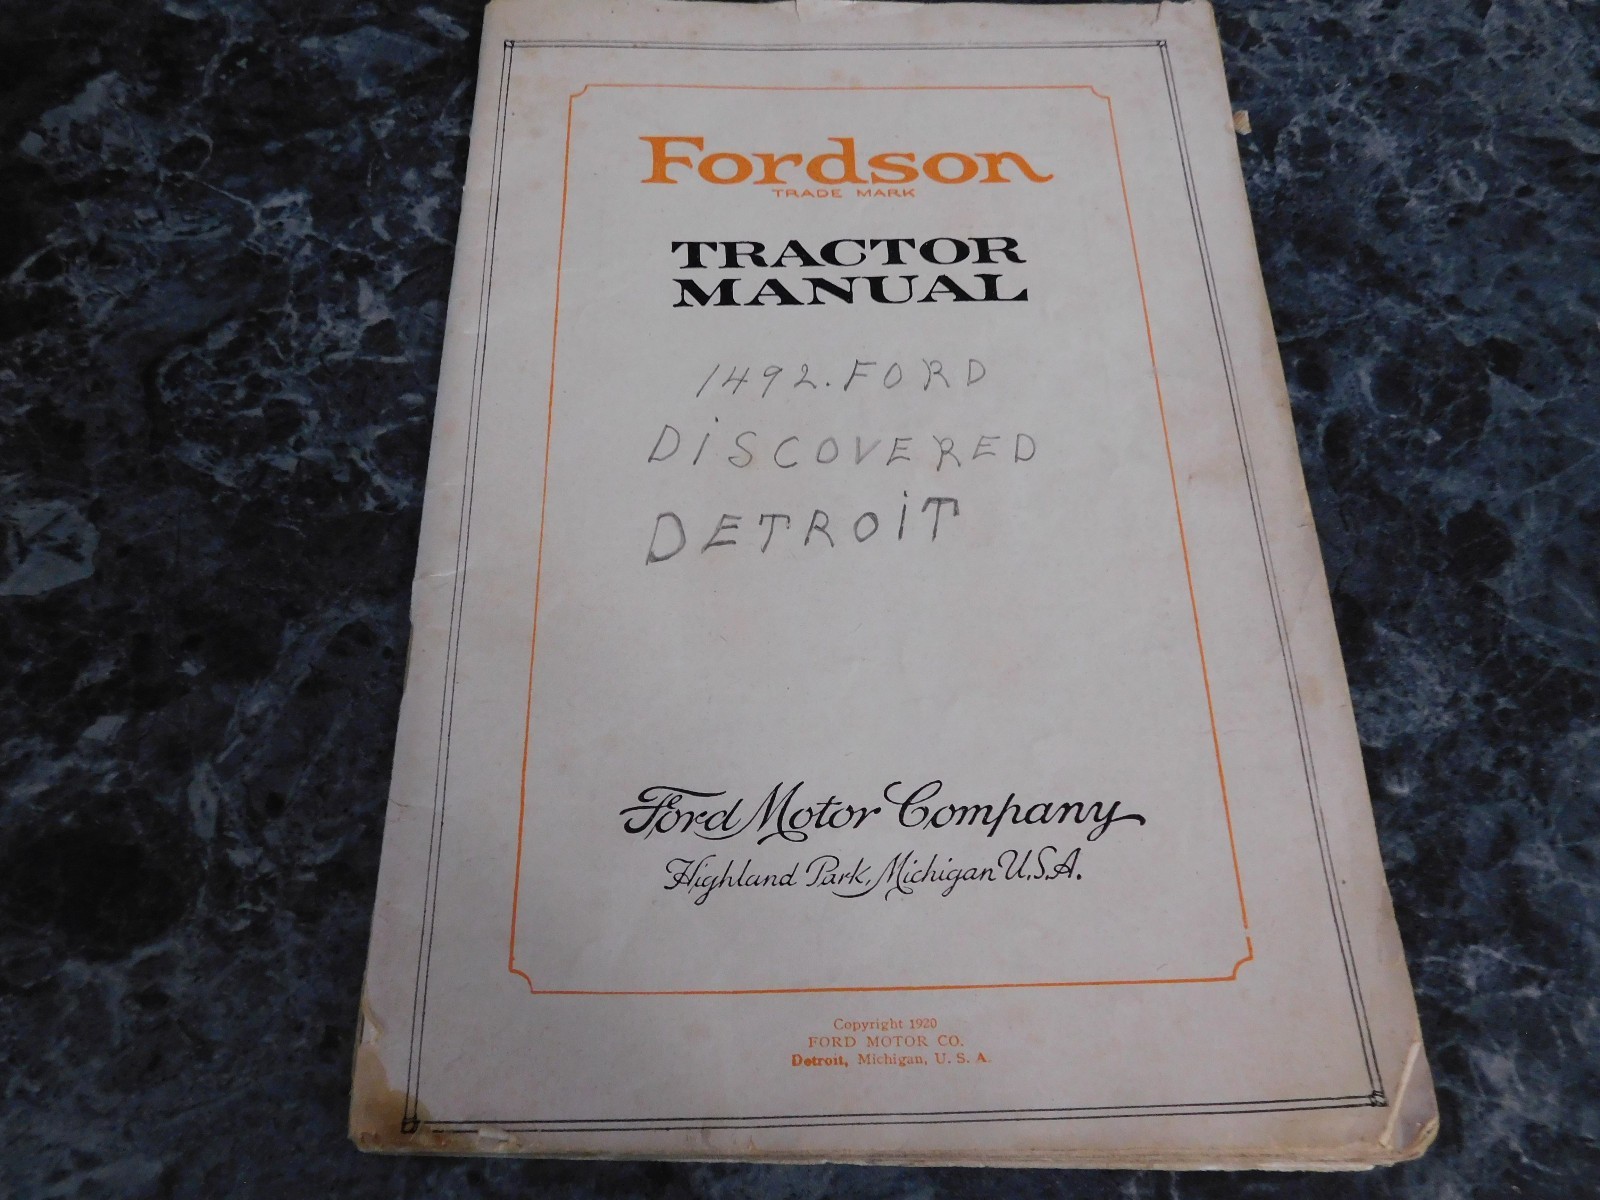 Fordson
TRADE MARK
TRACTOR
MANUAL
1492. FORD
DiSCOVERED
DETROiT
Ford Motor Company
Highland Park, Michigan U.S.A.
Copyright 1920
FORD MOTOR CO.
Detroit, Michigan, U. S. A.